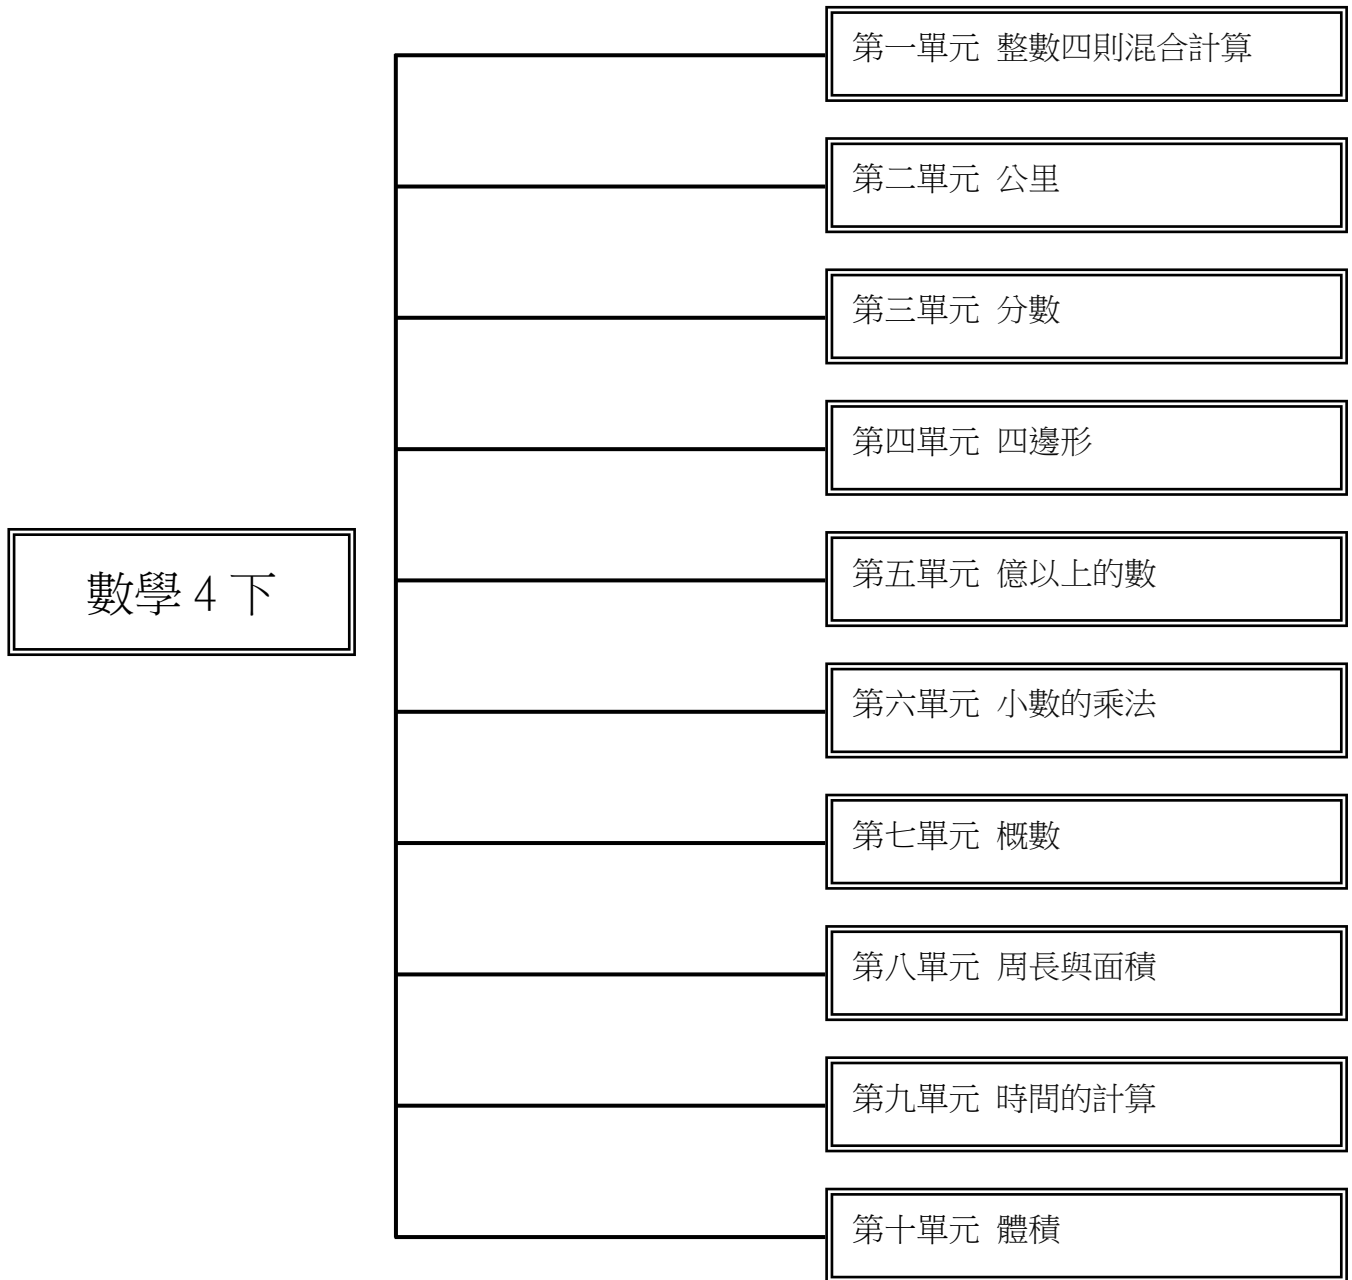 第一單元 整數四則混合計算
第二單元 公里
第三單元 分數
第四單元 四邊形
數學4下
第五單元 億以上的數
第六單元 小數的乘法
第七單元 概數
第八單元 周長與面積
第九單元 時間的計算
第十單元 體積